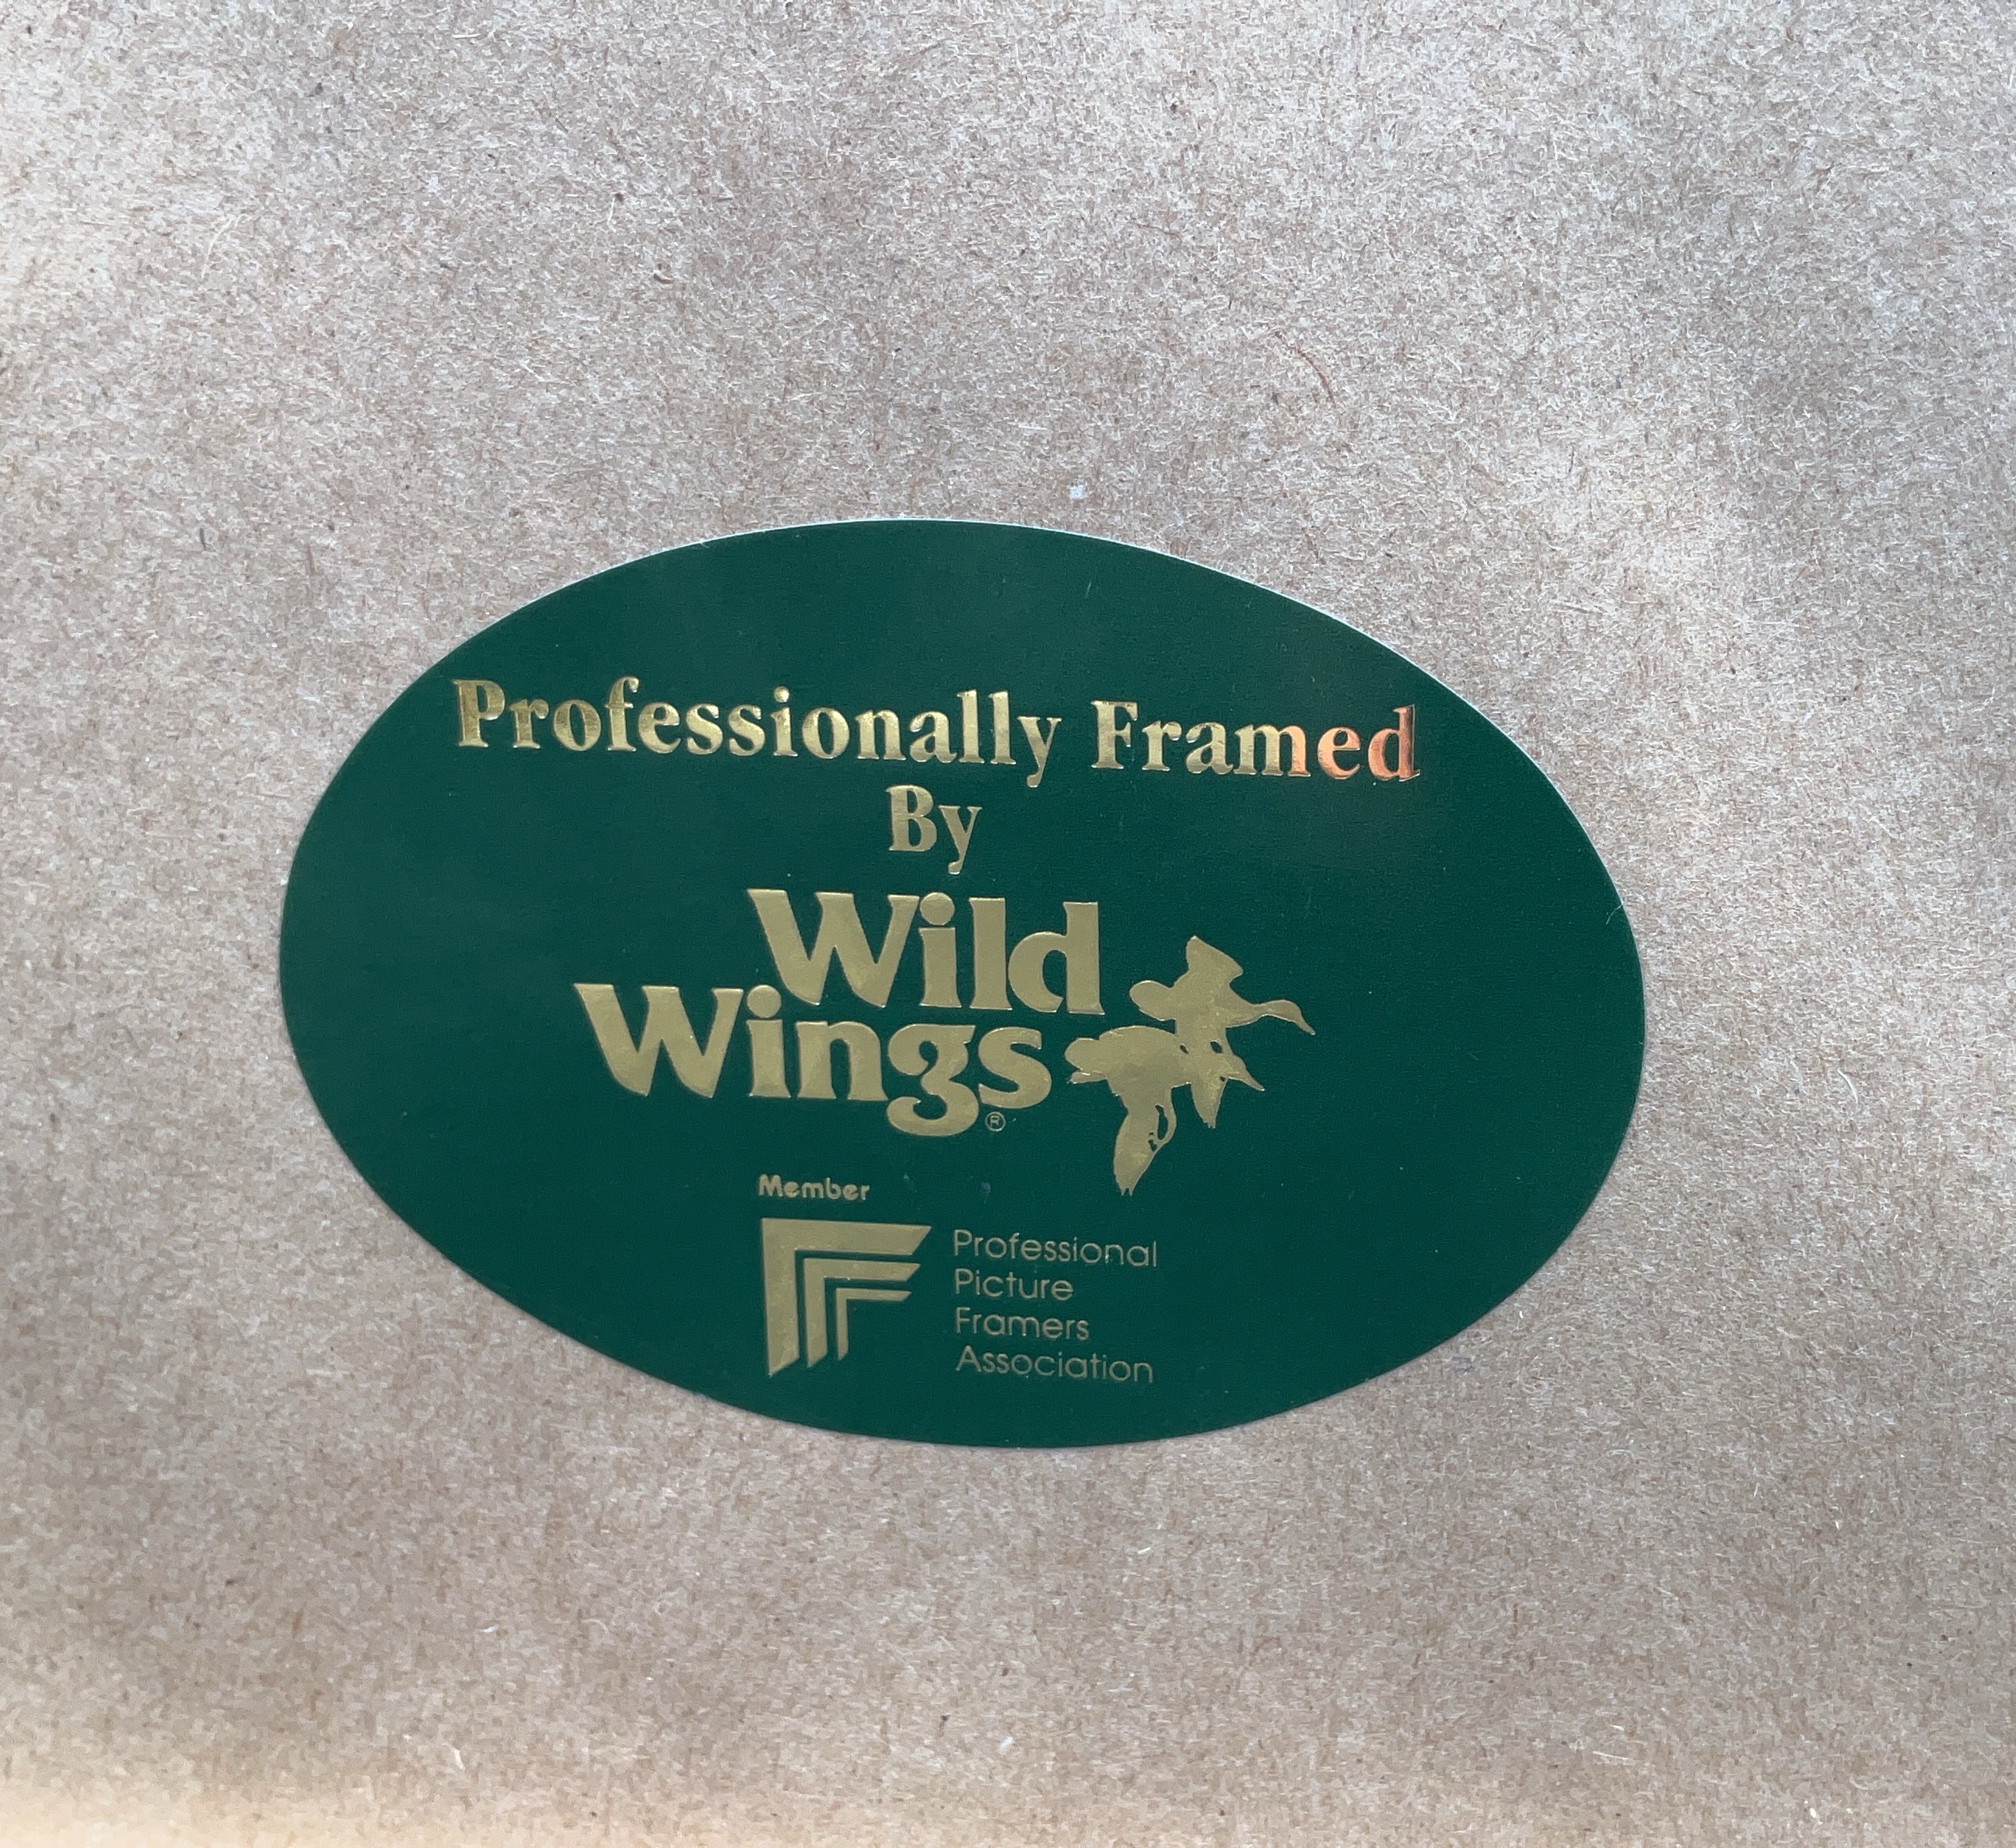 Professionally Framed
By
Wild
Wings®
Member
Professional
Picture
Framers
Association